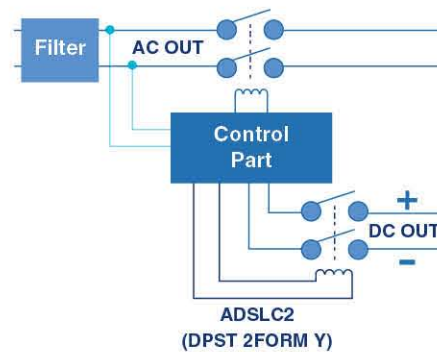 Filter
AC OUT
Control
Part
+
DC OUT
-
ADSLC2
(DPST 2FORM Y)